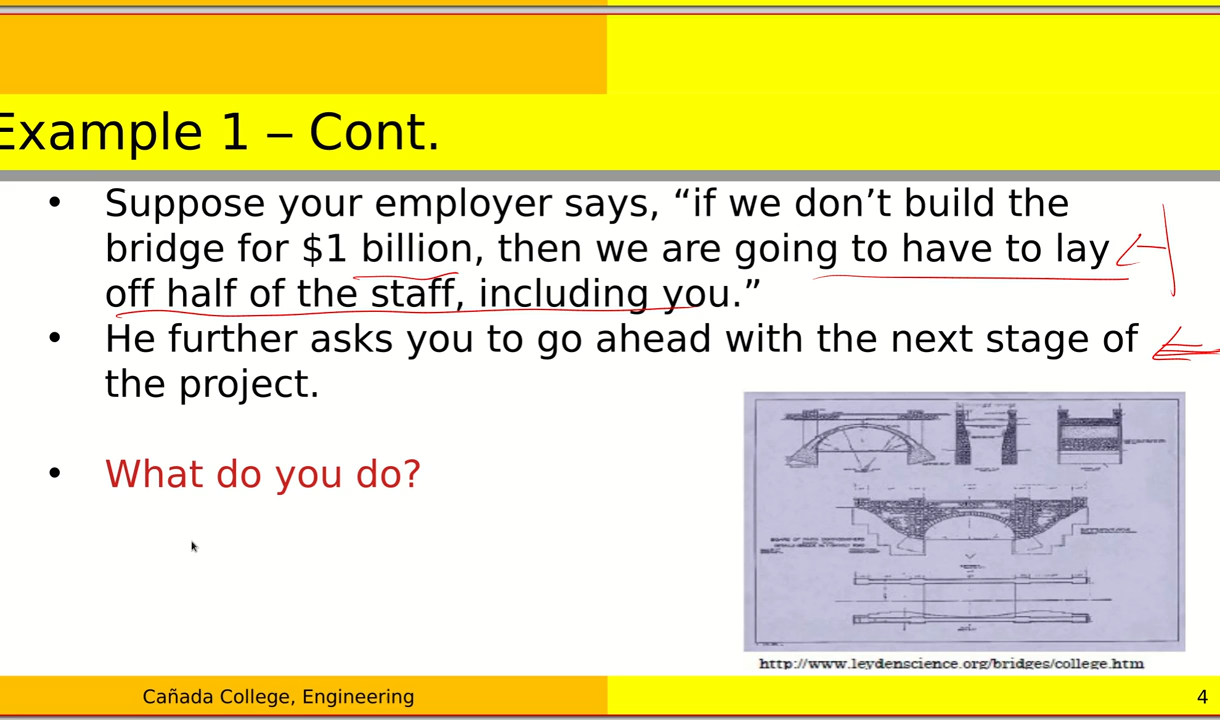 Example 1 – Cont.
• Suppose your employer says, “if we don’t build the
bridge for $1 billion, then we are going to have to lay
off half of the staff, including you.”
• He further asks you to go ahead with the next stage of
the project.
• What do you do?
http://www.leydenscience.org/bridges/college.htm
Cañada College, Engineering
4